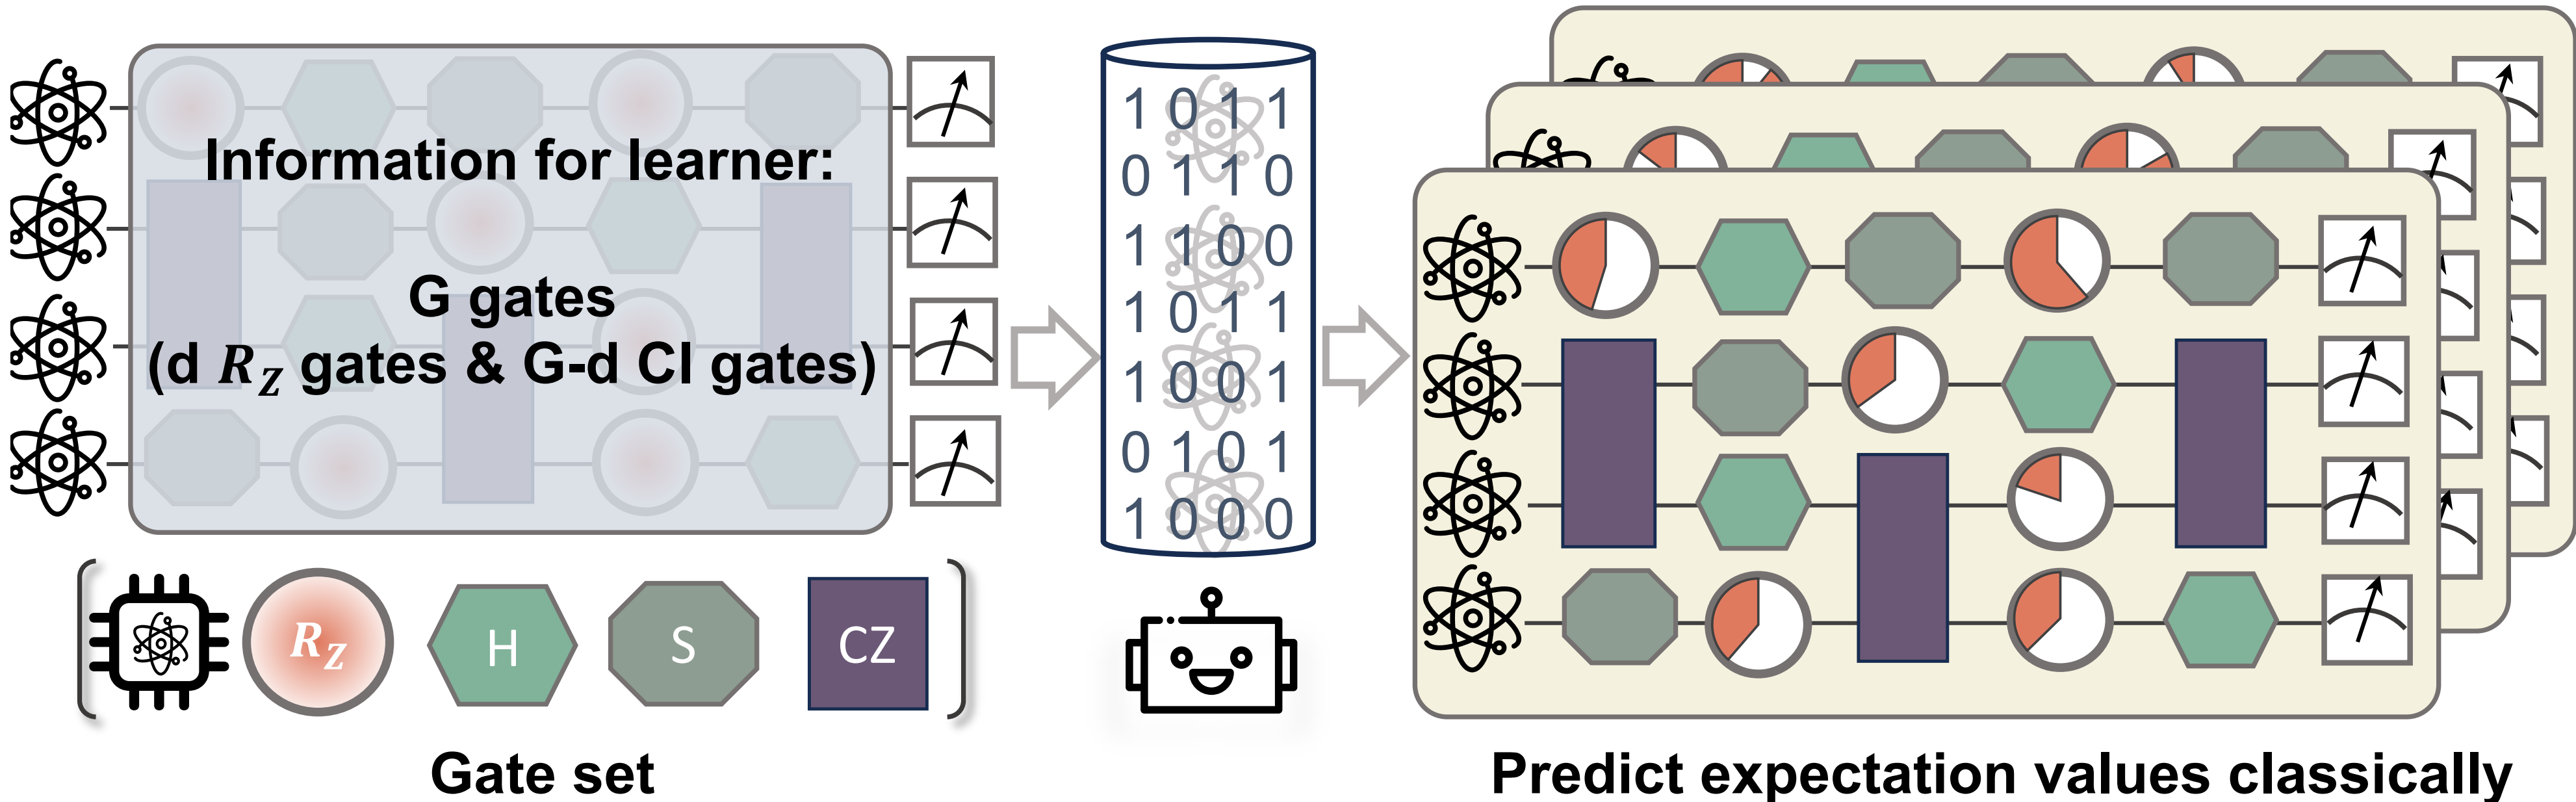 Information for learner:
G gates
(d R_Z gates & G-d Cl gates)
1 0 1 1
0 1 1 0
1 1 0 0
1 0 1 1
1 0 0 1
0 1 0 1
1 0 0 0
R_Z H S CZ
Gate set
Predict expectation values classically